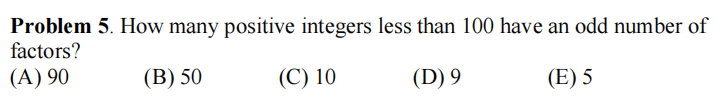 Problem 5. How many positive integers less than 100 have an odd number of
factors?
(A) 90 (B) 50 (C) 10 (D) 9 (E) 5